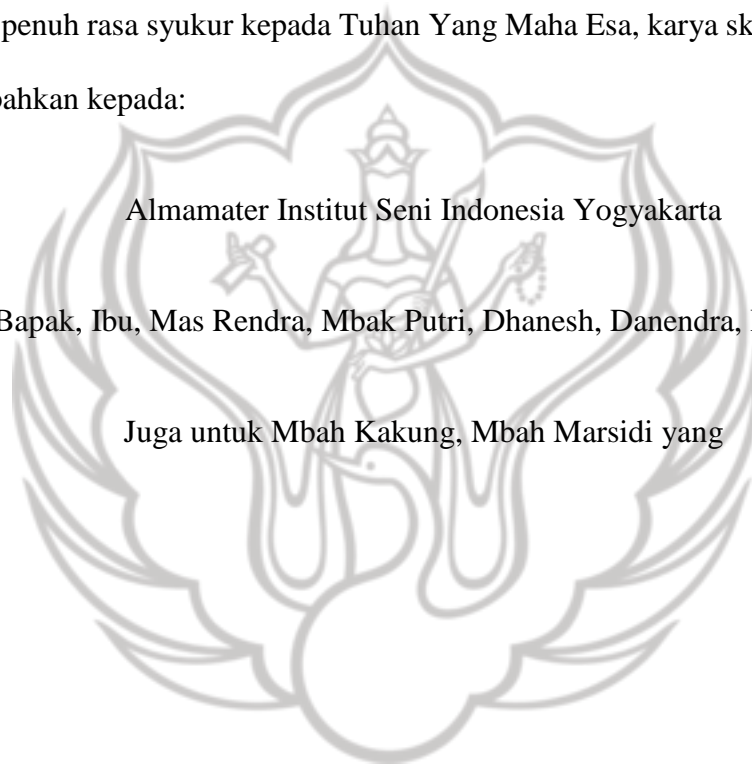 penuh rasa syukur kepada Tuhan Yang Maha Esa, karya sk
bahkan kepada:
Almamater Institut Seni Indonesia Yogyakarta
Bapak, Ibu, Mas Rendra, Mbak Putri, Dhanesh, Danendra,
Juga untuk Mbah Kakung, Mbah Marsidi yang